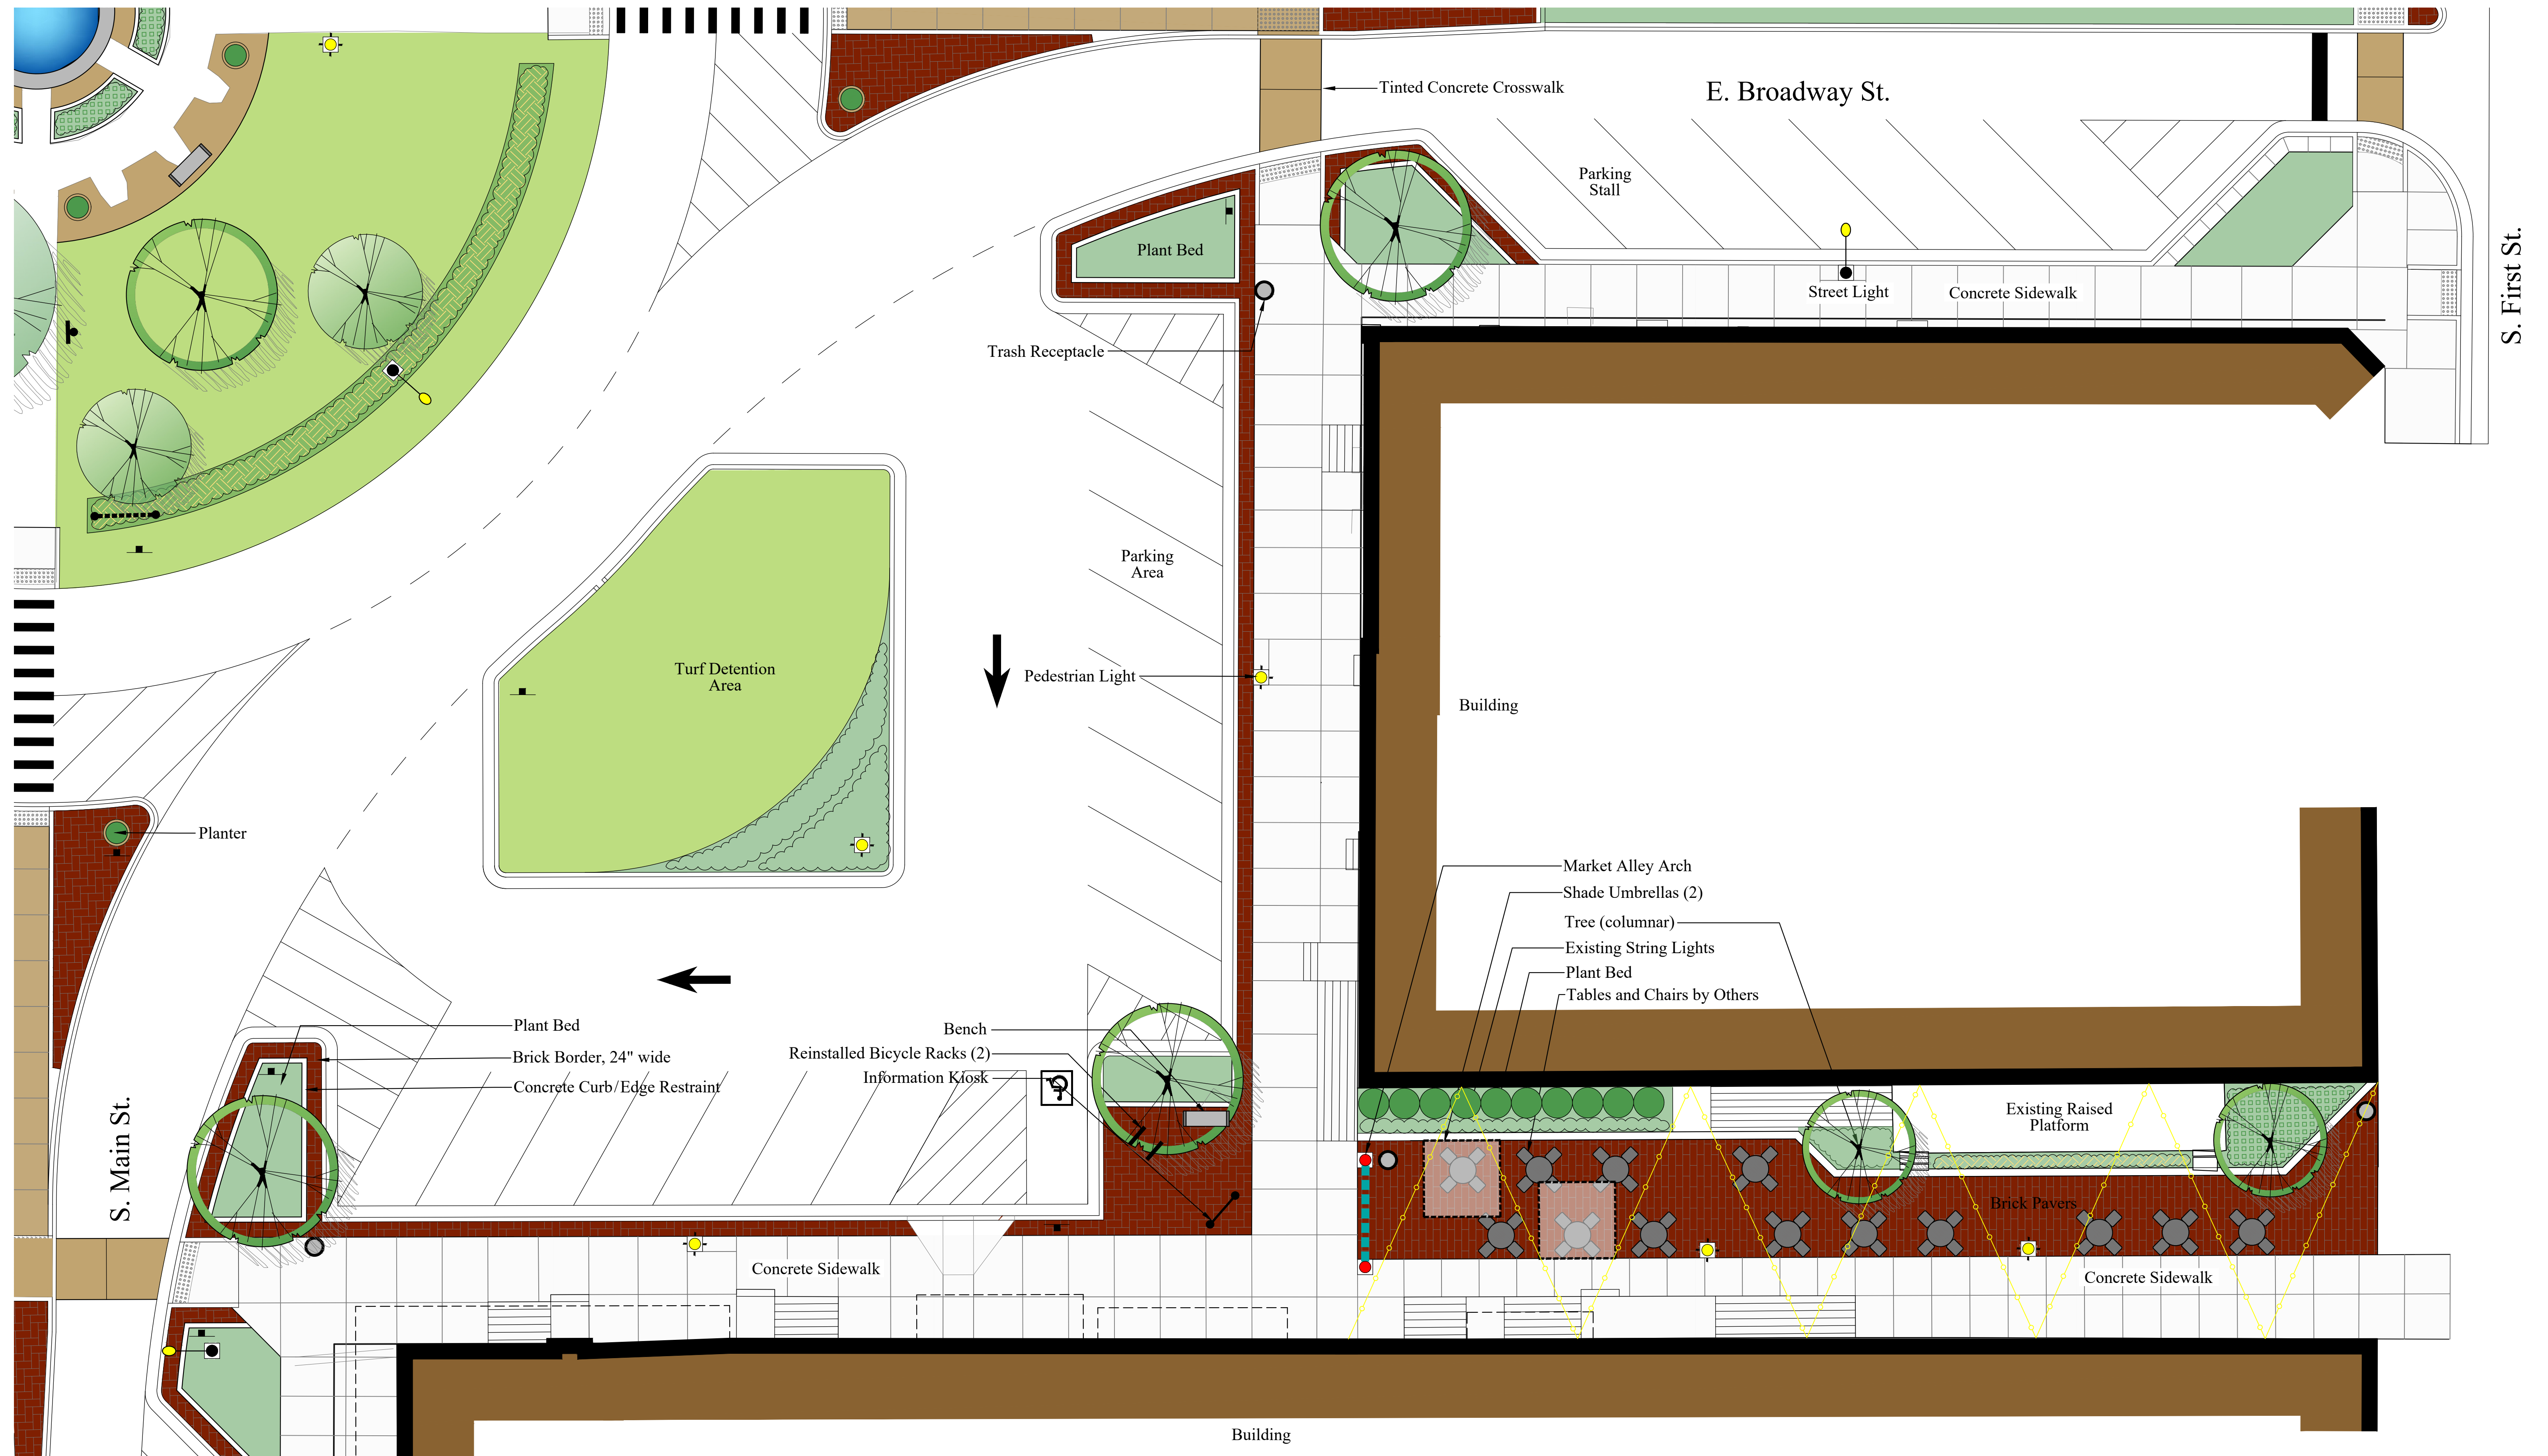 Tinted Concrete Crosswalk
E. Broadway St.
Parking
Stall
Plant Bed
Street Light
Concrete Sidewalk
S. First St.
Trash Receptacle
Parking
Area
Turf Detention
Area
Pedestrian Light
Building
Planter
Market Alley Arch
Shade Umbrellas (2)
Tree (columnar)
Existing String Lights
Plant Bed
Tables and Chairs by Others
Plant Bed
Brick Border, 24" wide
Concrete Curb/Edge Restraint
Bench
Reinstalled Bicycle Racks (2)
Information Kiosk
Existing Raised
Platform
S. Main St.
Brick Pavers
Concrete Sidewalk
Concrete Sidewalk
Building